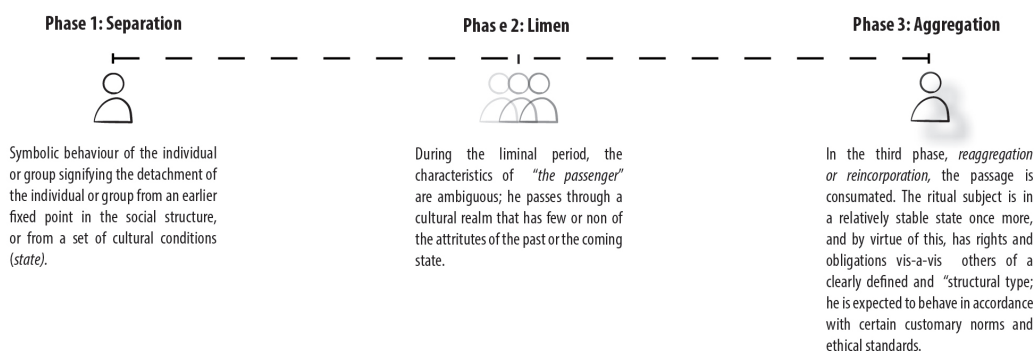 Phase 1: Separation
Symbolic behaviour of the individual
or group signifying the detachment of
the individual or group from an earlier
fixed point in the social structure,
or from a set of cultural conditions
(state).
Phas e 2: Limen
During the liminal period, the
characteristics of “the passenger”
are ambiguous; he passes through a
cultural realm that has few or non of
the attritutes of the past or the coming
state.
Phase 3: Aggregation
In the third phase, reaggregation
or reincorporation, the passage is
consumated. The ritual subject is in
a relatively stable state once more,
and by virtue of this, has rights and
obligations vis-a-vis others of a
clearly defined and “structural type;
he is expected to behave in accordance
with certain customary norms and
ethical standards.